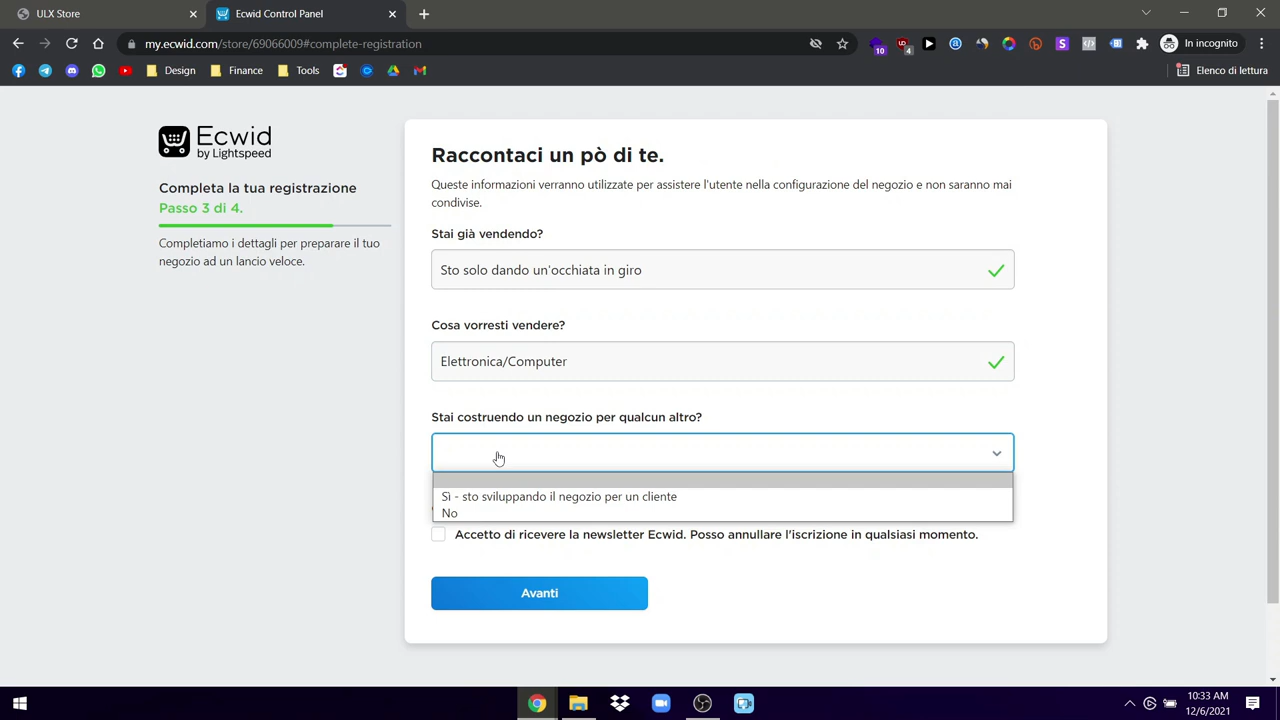 ULX Store
Ecwid Control Panel
my.ecwid.com/store/69066009#complete-registration
10
4
In incognito
Design
Finance
Tools
Elenco di lettura
Ecwid
by Lightspeed
Completa la tua registrazione
Passo 3 di 4.
Completiamo i dettagli per preparare il tuo
negozio ad un lancio veloce.
Raccontaci un pò di te.
Queste informazioni verranno utilizzate per assistere l'utente nella configurazione del negozio e non saranno mai
condivise.
Stai già vendendo?
Sto solo dando un'occhiata in giro
Cosa vorresti vendere?
Elettronica/Computer
Stai costruendo un negozio per qualcun altro?
Sì - sto sviluppando il negozio per un cliente
No
Accetto di ricevere la newsletter Ecwid. Posso annullare l'iscrizione in qualsiasi momento.
Avanti
10:33 AM
12/6/2021